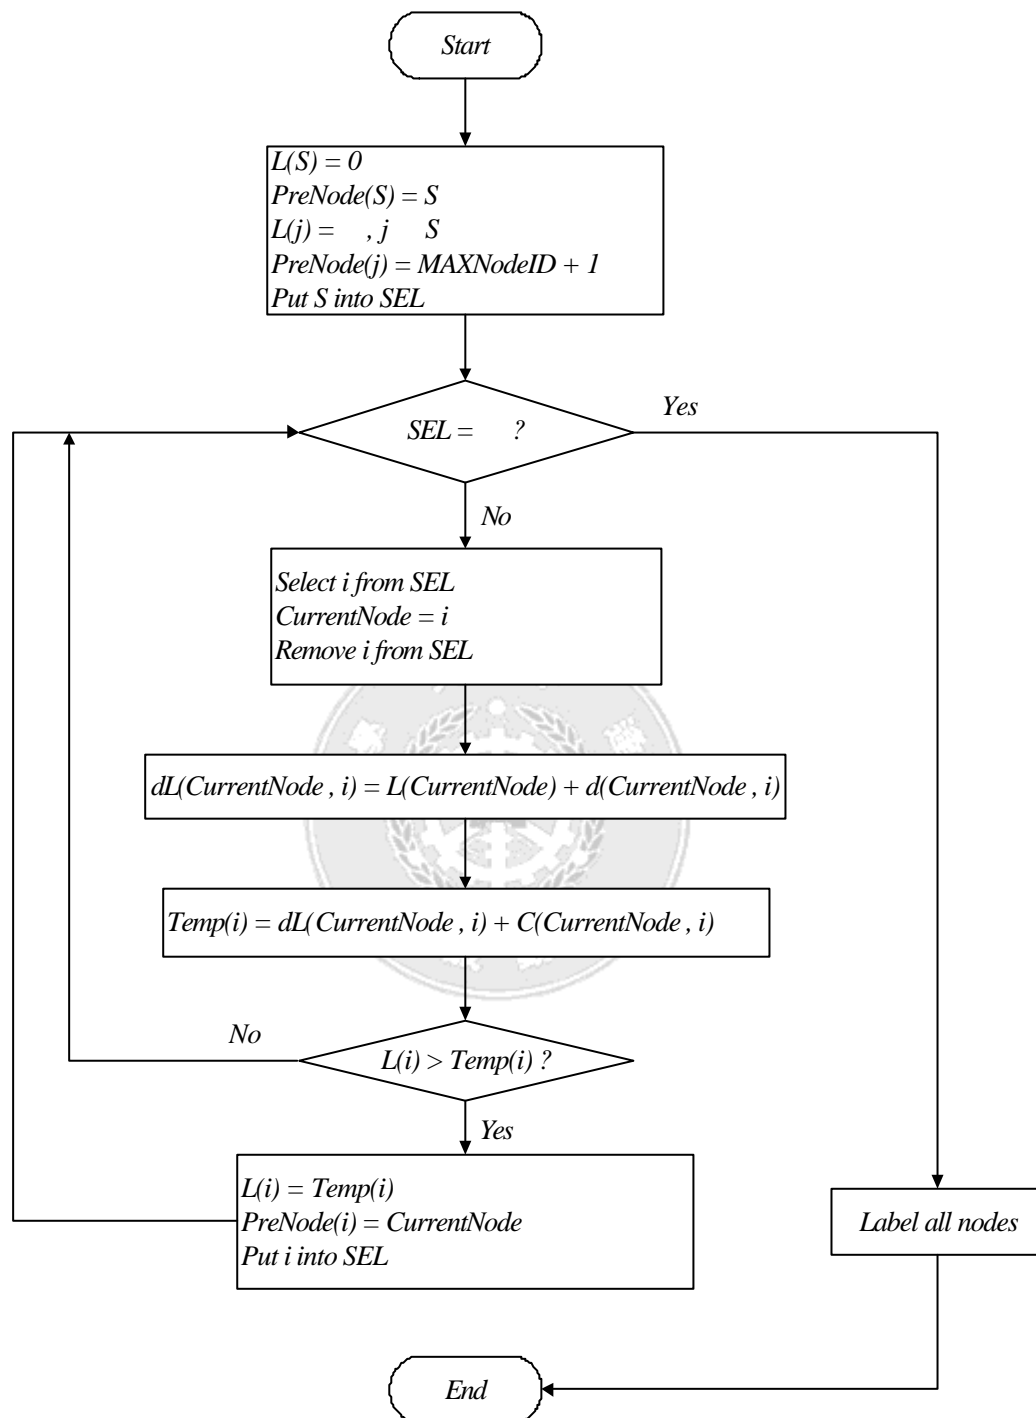 Start
L(S) = 0
PreNode(S) = S
L(j) = , j S
PreNode(j) = MAXNodeID + 1
Put S into SEL
SEL = ?
Yes
No
Select i from SEL
CurrentNode = i
Remove i from SEL
dL(CurrentNode , i) = L(CurrentNode) + d(CurrentNode , i)
Temp(i) = dL(CurrentNode , i) + C(CurrentNode , i)
No
L(i) > Temp(i) ?
Yes
L(i) = Temp(i)
PreNode(i) = CurrentNode
Put i into SEL
Label all nodes
End